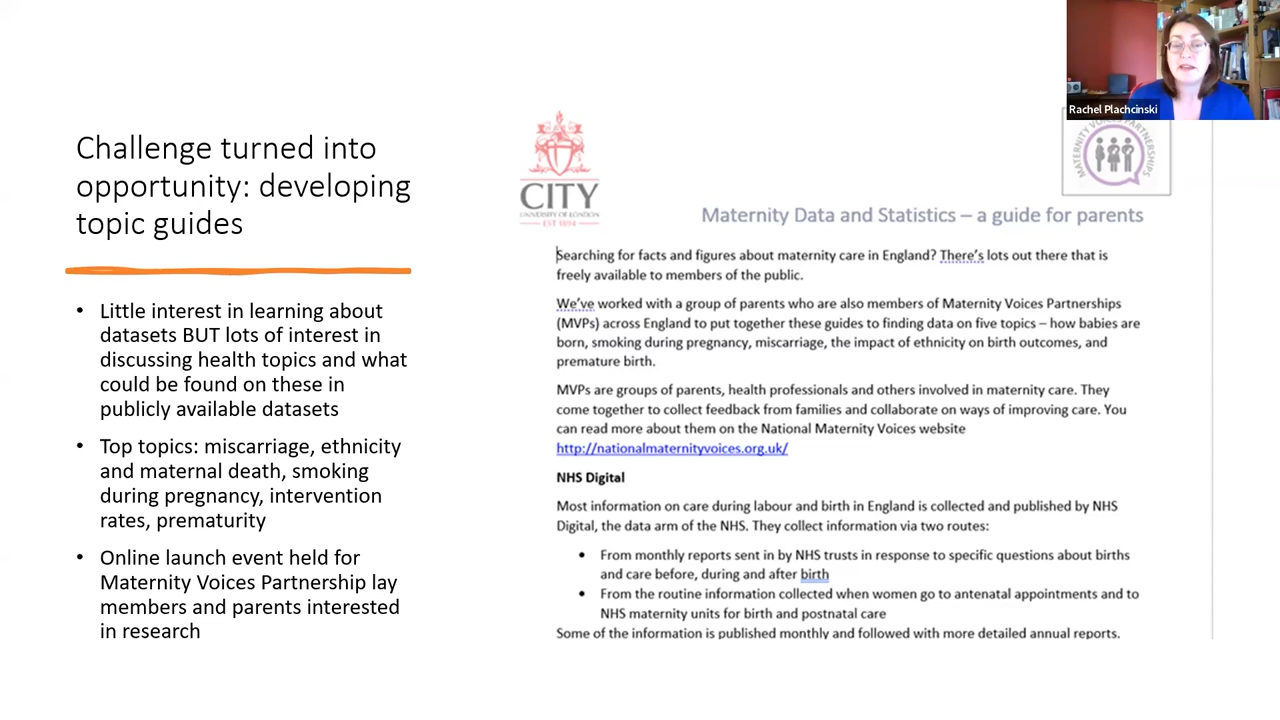 Rachel Plachcinski
Challenge turned into
opportunity: developing
topic guides
• Little interest in learning about
datasets BUT lots of interest in
discussing health topics and what
could be found on these in
publicly available datasets
• Top topics: miscarriage, ethnicity
and maternal death, smoking
during pregnancy, intervention
rates, prematurity
• Online launch event held for
Maternity Voices Partnership lay
members and parents interested
in research
CITY
UNIVERSITY OF LONDON
EST 1894
MATERNITY VOICES PARTNERSHIPS
Maternity Data and Statistics – a guide for parents
Searching for facts and figures about maternity care in England? There's lots out there that is
freely available to members of the public.
We've worked with a group of parents who are also members of Maternity Voices Partnerships
(MVPs) across England to put together these guides to finding data on five topics – how babies are
born, smoking during pregnancy, miscarriage, the impact of ethnicity on birth outcomes, and
premature birth.
MVPs are groups of parents, health professionals and others involved in maternity care. They
come together to collect feedback from families and collaborate on ways of improving care. You
can read more about them on the National Maternity Voices website
http://nationalmaternityvoices.org.uk/
NHS Digital
Most information on care during labour and birth in England is collected and published by NHS
Digital, the data arm of the NHS. They collect information via two routes:
• From monthly reports sent in by NHS trusts in response to specific questions about births
and care before, during and after birth
• From the routine information collected when women go to antenatal appointments and to
NHS maternity units for birth and postnatal care
Some of the information is published monthly and followed with more detailed annual reports.